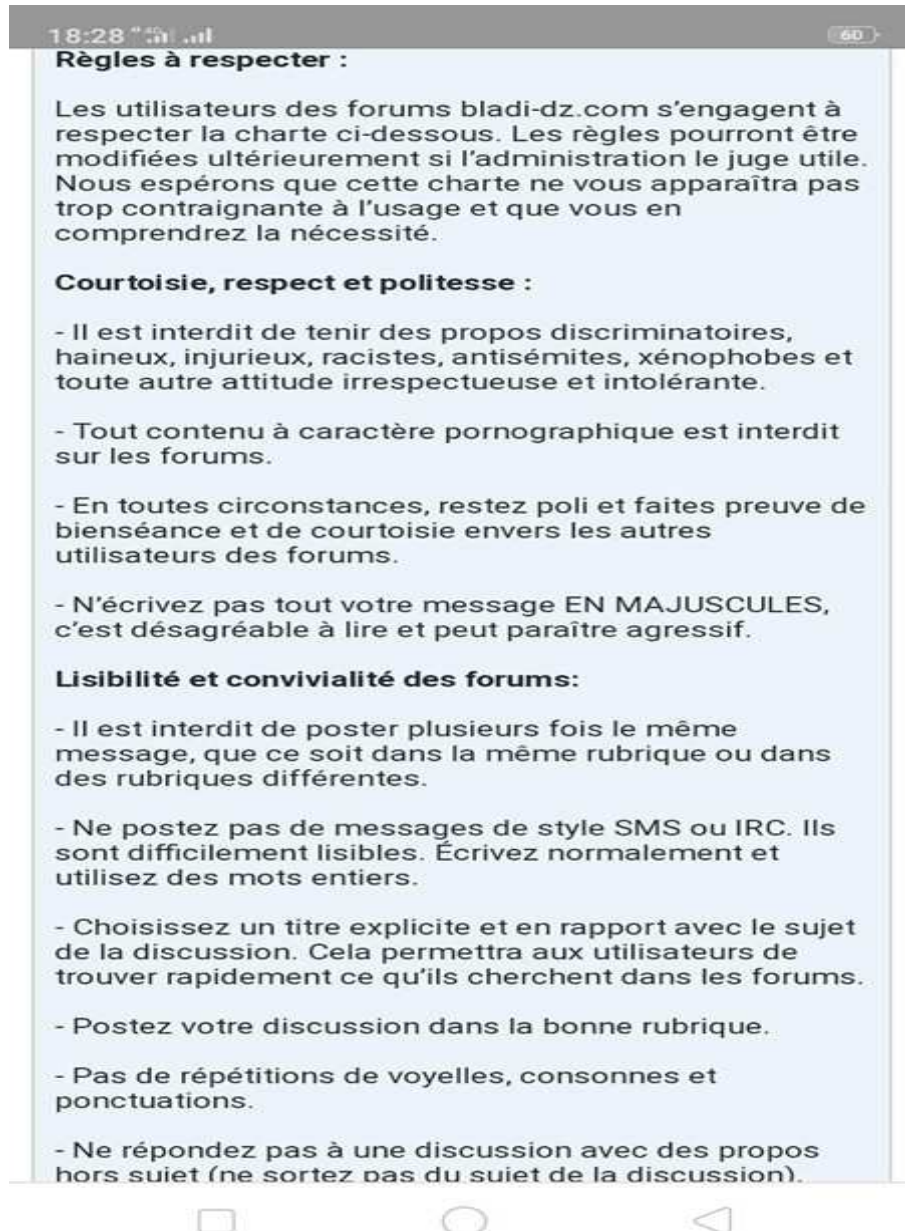 18:28
60
Règles à respecter :
Les utilisateurs des forums bladi-dz.com s’engagent à
respecter la charte ci-dessous. Les règles pourront être
modifiées ultérieurement si l’administration le juge utile.
Nous espérons que cette charte ne vous apparaîtra pas
trop contraignante à l’usage et que vous en
comprendrez la nécessité.
Courtoisie, respect et politesse :
- Il est interdit de tenir des propos discriminatoires,
haineux, injurieux, racistes, antisémites, xénophobes et
toute autre attitude irrespectueuse et intolérante.
- Tout contenu à caractère pornographique est interdit
sur les forums.
- En toutes circonstances, restez poli et faites preuve de
bienséance et de courtoisie envers les autres
utilisateurs des forums.
- N’écrivez pas tout votre message EN MAJUSCULES,
c’est désagréable à lire et peut paraître agressif.
Lisibilité et convivialité des forums:
- Il est interdit de poster plusieurs fois le même
message, que ce soit dans la même rubrique ou dans
des rubriques différentes.
- Ne postez pas de messages de style SMS ou IRC. Ils
sont difficilement lisibles. Écrivez normalement et
utilisez des mots entiers.
- Choisissez un titre explicite et en rapport avec le sujet
de la discussion. Cela permettra aux utilisateurs de
trouver rapidement ce qu’ils cherchent dans les forums.
- Postez votre discussion dans la bonne rubrique.
- Pas de répétitions de voyelles, consonnes et
ponctuations.
- Ne répondez pas à une discussion avec des propos
hors sujet (ne sortez pas du sujet de la discussion).